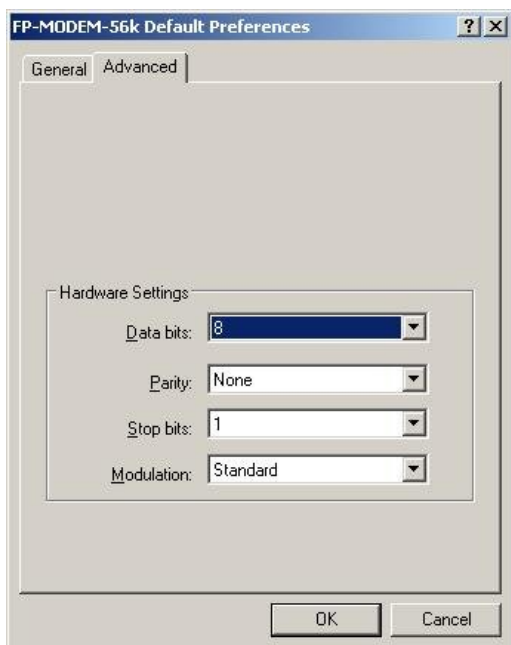 FP-MODEM-56k Default Preferences
General Advanced
Hardware Settings
Data bits: 8
Parity: None
Stop bits: 1
Modulation: Standard
OK Cancel